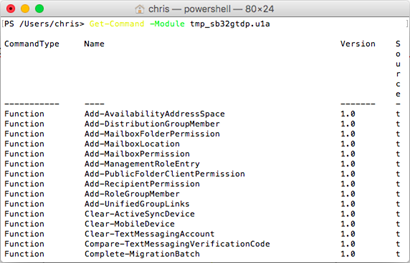 chris — powershell — 80×24
PS /Users/chris> Get-Command -Module tmp_sb32gtdp.u1a
CommandType Name Version S
o
u
r
c
e
----------- ---- ------- -
Function Add-AvailabilityAddressSpace 1.0 t
Function Add-DistributionGroupMember 1.0 t
Function Add-MailboxFolderPermission 1.0 t
Function Add-MailboxLocation 1.0 t
Function Add-MailboxPermission 1.0 t
Function Add-ManagementRoleEntry 1.0 t
Function Add-PublicFolderClientPermission 1.0 t
Function Add-RecipientPermission 1.0 t
Function Add-RoleGroupMember 1.0 t
Function Add-UnifiedGroupLinks 1.0 t
Function Clear-ActiveSyncDevice 1.0 t
Function Clear-MobileDevice 1.0 t
Function Clear-TextMessagingAccount 1.0 t
Function Compare-TextMessagingVerificationCode 1.0 t
Function Complete-MigrationBatch 1.0 t